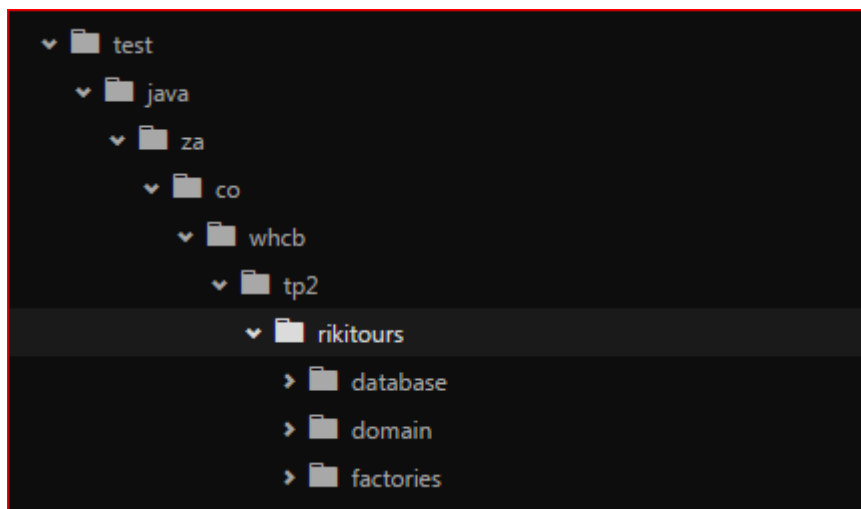 test
java
za
co
whcb
tp2
rikitours
database
domain
factories